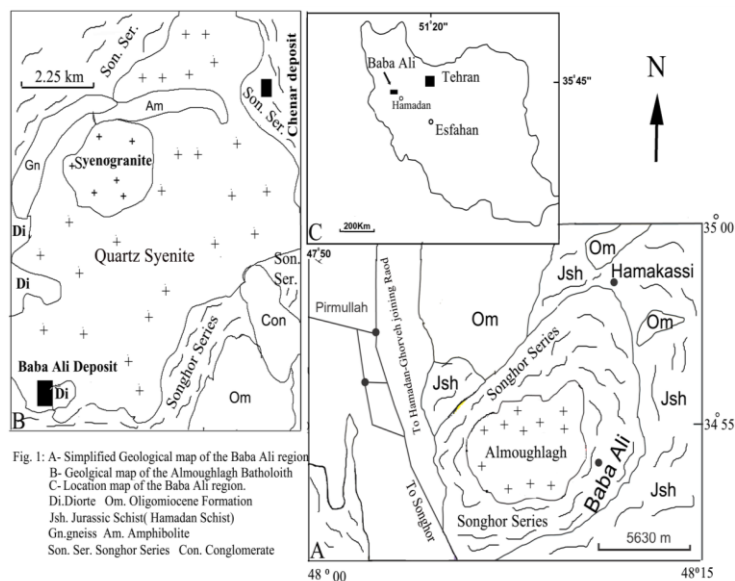 2.25 km
Son. Ser.
Chenar deposit
Son. Ser.
Am
Gn
Syenogranite
Di
Quartz Syenite
Di
Son.
Ser.
Con
Songhor Series
Baba Ali Deposit
Di
Om
B
51°20"
Baba Ali
Tehran
35°45"
Hamadan
Esfahan
200Km
C
N
47°50
35°00
Om
Jsh
Hamakassi
Pirmullah
To Hamadan-Ghorveh joining Raod
Om
Om
Jsh
Songhor Series
Jsh
34°55
Almoughlagh
Baba Ali
Jsh
To Songhor
Songhor Series
5630 m
A
48° 00
48°15
Fig. 1: A- Simplified Geological map of the Baba Ali region
B- Geolgical map of the Almoughlagh Batholoith
C- Location map of the Baba Ali region.
Di.Diorte Om. Oligomiocene Formation
Jsh. Jurassic Schist( Hamadan Schist)
Gn.gneiss Am. Amphibolite
Son. Ser. Songhor Series Con. Conglomerate